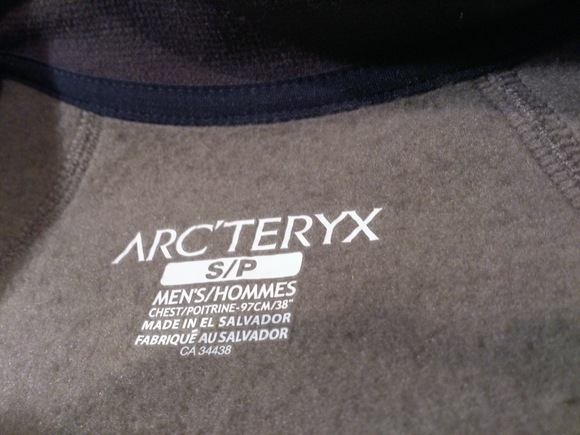 ARC'TERYX
S/P
MEN'S/HOMMES
CHEST/POITRINE-97CM/38"
MADE IN EL SALVADOR
FABRIQUÉ AU SALVADOR
CA 34438